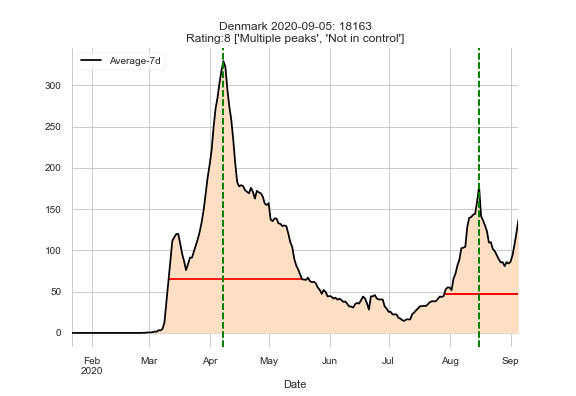 Denmark 2020-09-05: 18163
Rating:8 ['Multiple peaks', 'Not in control']
Average-7d
300
250
200
150
100
50
0
Feb
2020
Mar
Apr
May
Jun
Jul
Aug
Sep
Date